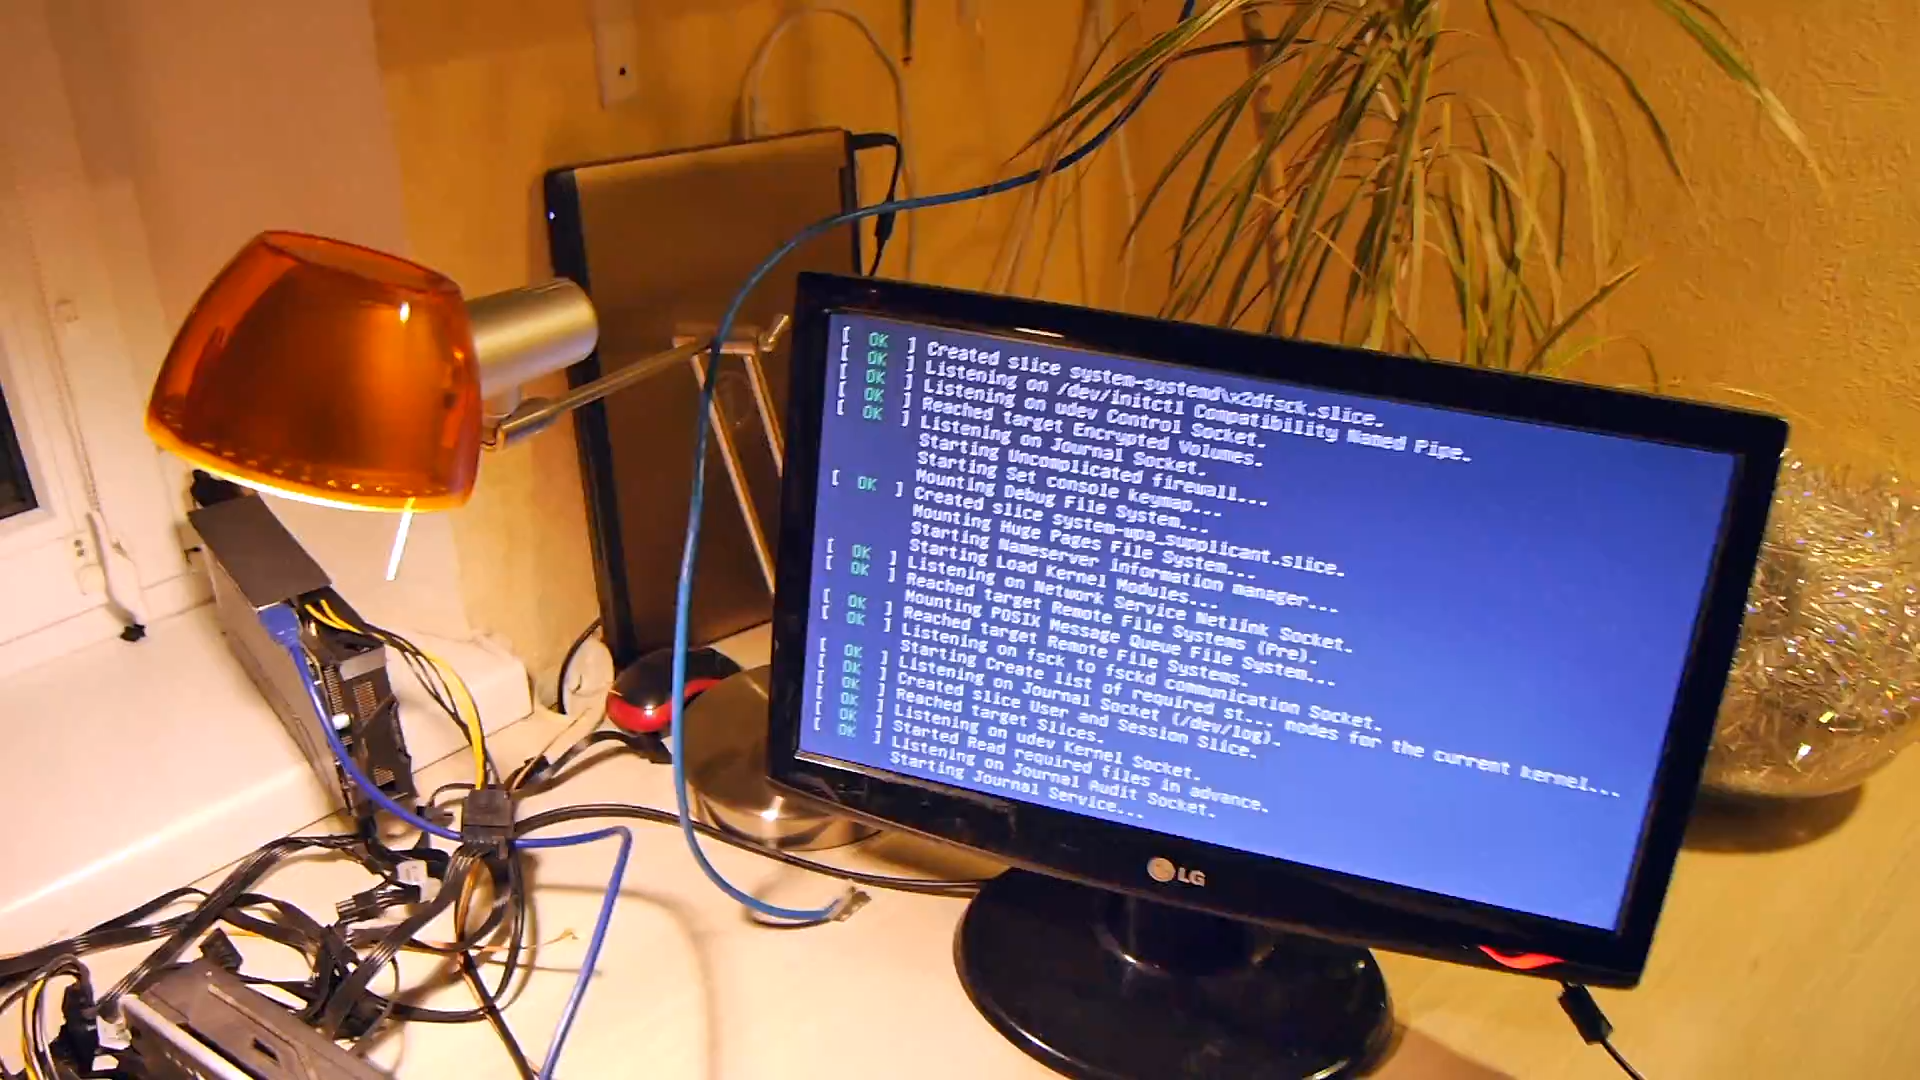 [ OK ] Created slice system-systemd\x2dfsck.slice.
[ OK ] Listening on /dev/initctl Compatibility Named Pipe.
[ OK ] Listening on udev Control Socket.
[ OK ] Reached target Encrypted Volumes.
[ OK ] Listening on Journal Socket.
Starting Uncomplicated firewall...
Starting Set console keymap...
Mounting Debug File System...
[ OK ] Created slice system-wpa_supplicant.slice.
Mounting Huge Pages File System...
Starting Nameserver information manager...
Starting Load Kernel Modules...
[ OK ] Listening on Network Service Netlink Socket.
[ OK ] Reached target Remote File Systems (Pre).
Mounting POSIX Message Queue File System...
[ OK ] Reached target Remote File Systems.
[ OK ] Listening on fsck to fsckd communication Socket.
Starting Create list of required st... nodes for the current kernel...
[ OK ] Listening on Journal Socket (/dev/log).
[ OK ] Created slice User and Session Slice.
[ OK ] Reached target Slices.
[ OK ] Listening on udev Kernel Socket.
[ OK ] Started Read required files in advance.
[ OK ] Listening on Journal Audit Socket.
Starting Journal Service...
LG